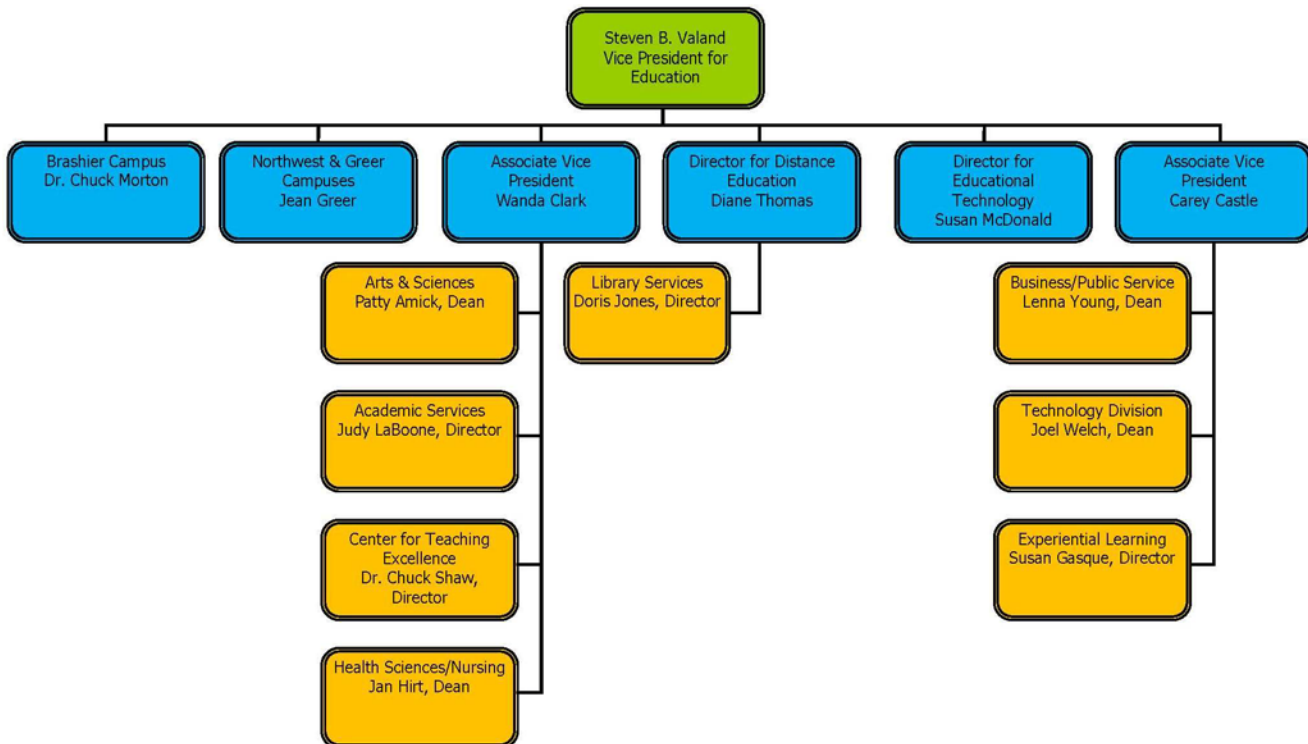 Steven B. Valand
Vice President for
Education
Brashier Campus
Dr. Chuck Morton
Northwest & Greer
Campuses
Jean Greer
Associate Vice
President
Wanda Clark
Director for Distance
Education
Diane Thomas
Director for
Educational
Technology
Susan McDonald
Associate Vice
President
Carey Castle
Arts & Sciences
Patty Amick, Dean
Academic Services
Judy LaBoone, Director
Center for Teaching
Excellence
Dr. Chuck Shaw,
Director
Health Sciences/Nursing
Jan Hirt, Dean
Library Services
Doris Jones, Director
Business/Public Service
Lenna Young, Dean
Technology Division
Joel Welch, Dean
Experiential Learning
Susan Gasque, Director